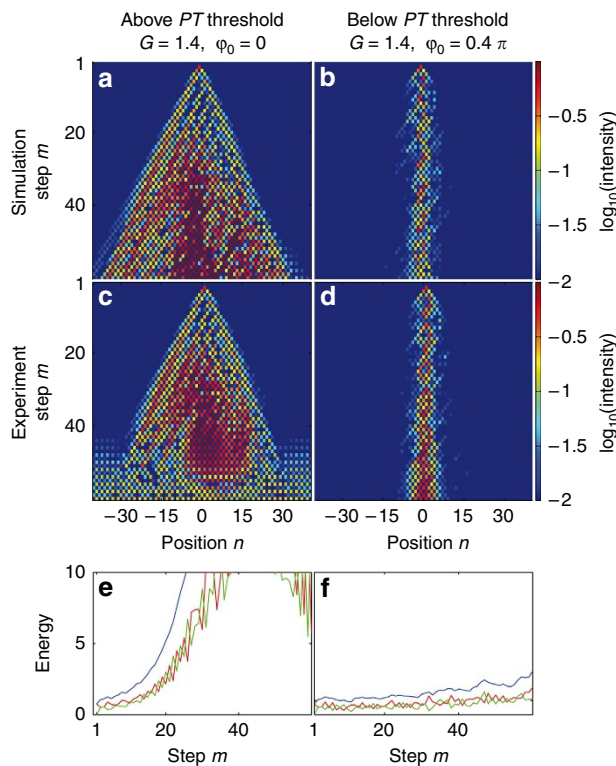 Above PT threshold
G = 1.4, φ0 = 0
Below PT threshold
G = 1.4, φ0 = 0.4 π
a
b
1
20
40
Simulation
step m
−0.5
−1
−1.5
−2
log10(intensity)
c
d
1
20
40
Experiment
step m
−0.5
−1
−1.5
−2
log10(intensity)
−30 −15 0 15 30
−30 −15 0 15 30
Position n
Position n
e
f
10
5
0
Energy
1 20 40
1 20 40
Step m
Step m